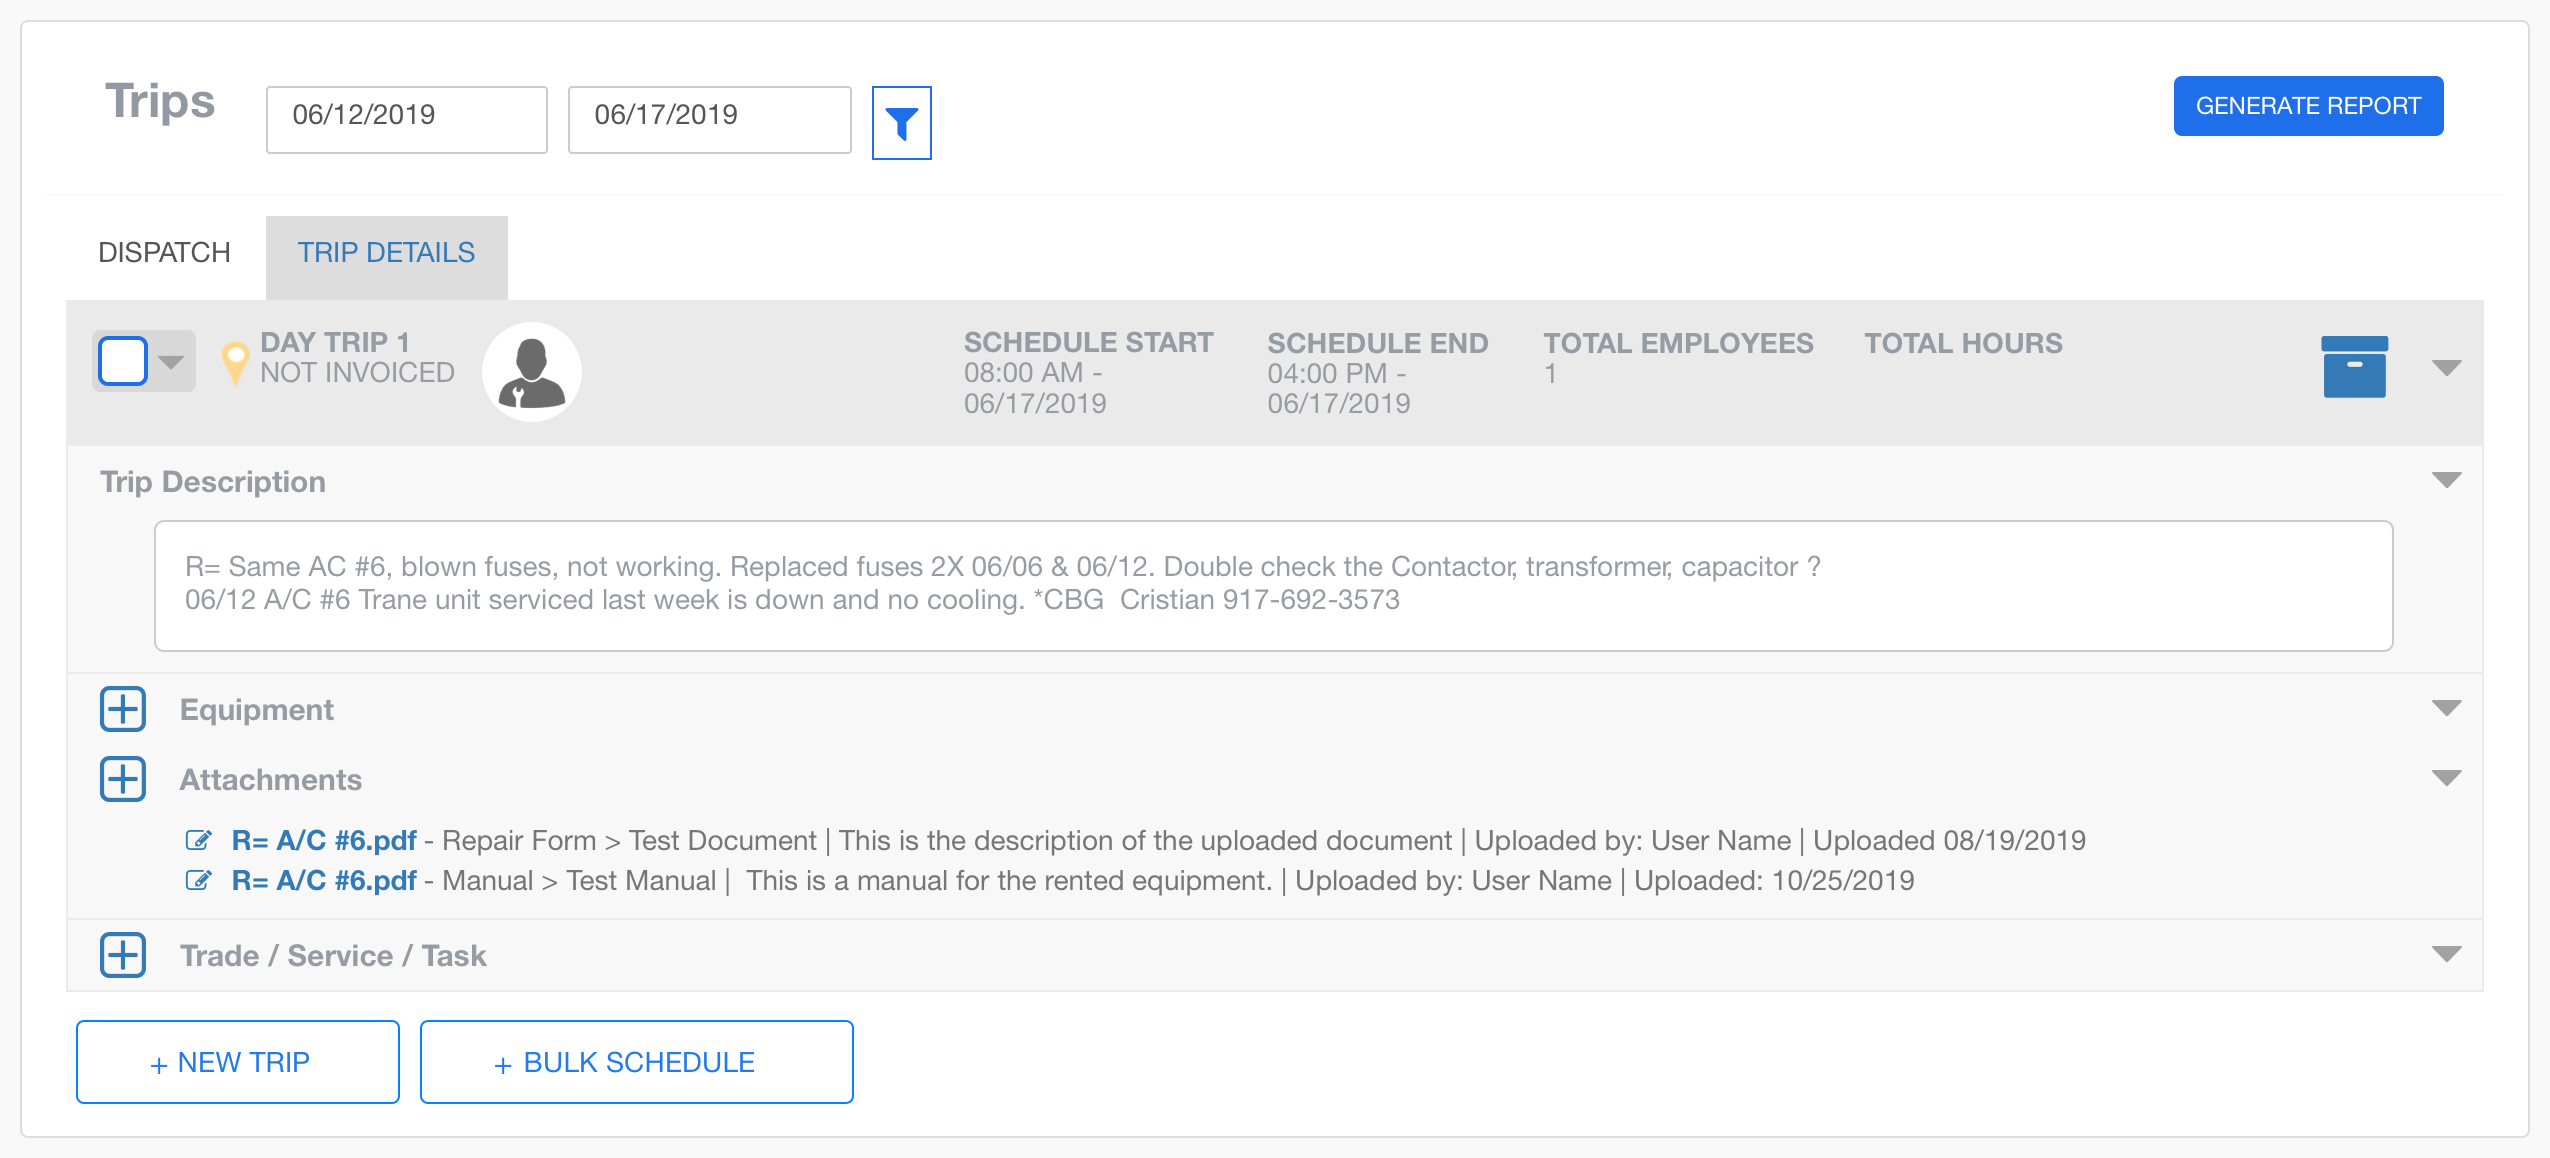 Trips
06/12/2019
06/17/2019
GENERATE REPORT
DISPATCH
TRIP DETAILS
DAY TRIP 1
NOT INVOICED
SCHEDULE START
08:00 AM -
06/17/2019
SCHEDULE END
04:00 PM -
06/17/2019
TOTAL EMPLOYEES
1
TOTAL HOURS
Trip Description
R= Same AC #6, blown fuses, not working. Replaced fuses 2X 06/06 & 06/12. Double check the Contactor, transformer, capacitor ?
06/12 A/C #6 Trane unit serviced last week is down and no cooling. *CBG  Cristian 917-692-3573
Equipment
Attachments
R= A/C #6.pdf - Repair Form > Test Document | This is the description of the uploaded document | Uploaded by: User Name | Uploaded 08/19/2019
R= A/C #6.pdf - Manual > Test Manual |  This is a manual for the rented equipment. | Uploaded by: User Name | Uploaded: 10/25/2019
Trade / Service / Task
+ NEW TRIP
+ BULK SCHEDULE